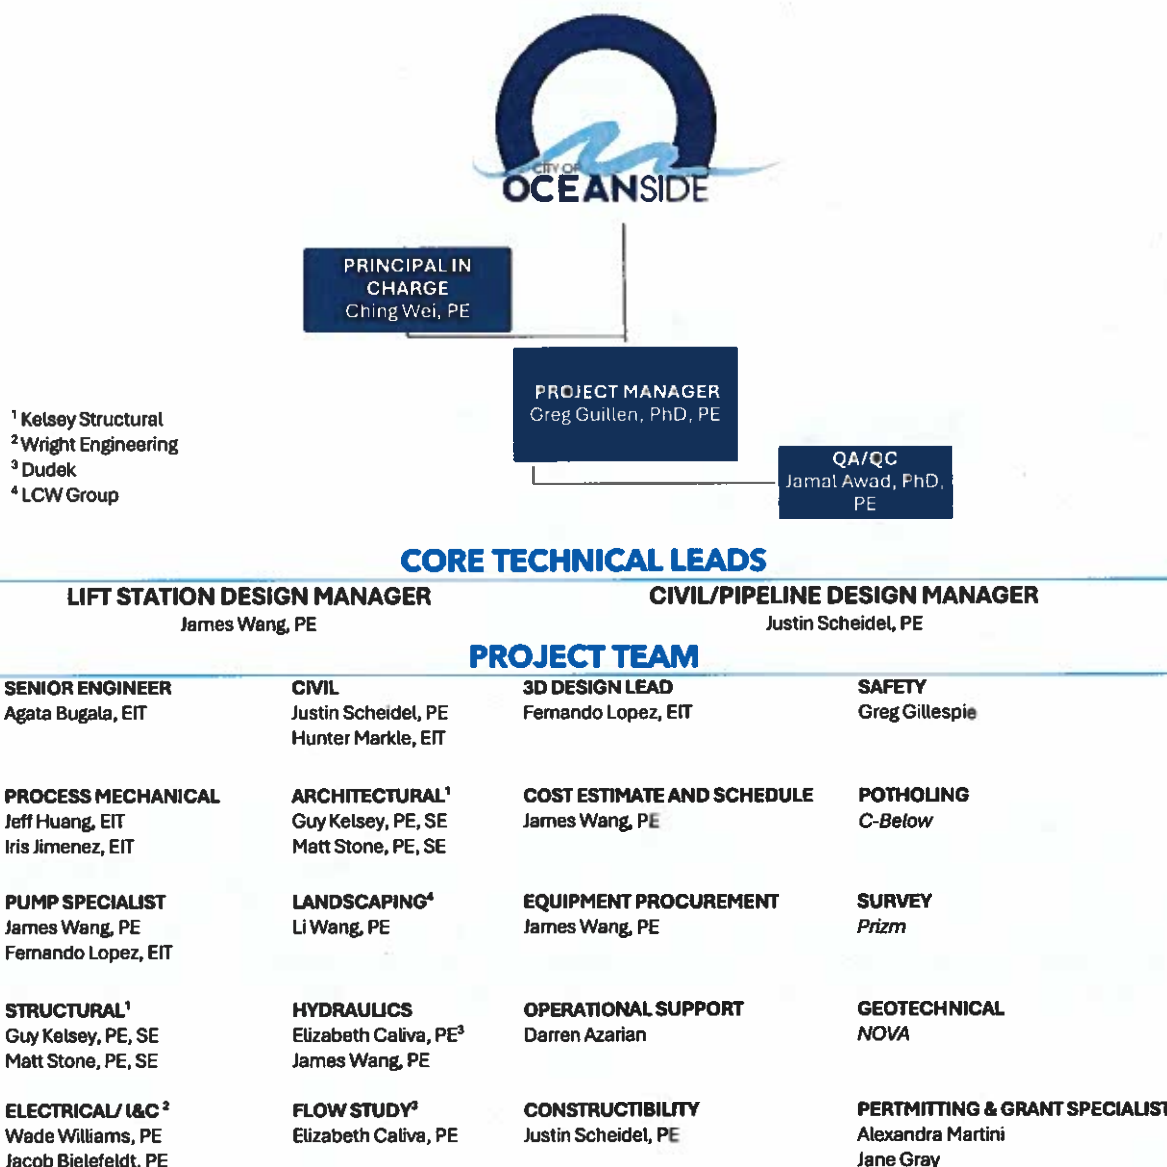 CITY OF
OCEANSIDE
PRINCIPAL IN
CHARGE
Ching Wei, PE
PROJECT MANAGER
Greg Guillen, PhD, PE
QA/QC
Jamal Awad, PhD,
PE
¹ Kelsey Structural
² Wright Engineering
³ Dudek
⁴ LCW Group
CORE TECHNICAL LEADS
LIFT STATION DESIGN MANAGER
James Wang, PE
CIVIL/PIPELINE DESIGN MANAGER
Justin Scheidel, PE
PROJECT TEAM
SENIOR ENGINEER
Agata Bugala, EIT
CIVIL
Justin Scheidel, PE
Hunter Markle, EIT
3D DESIGN LEAD
Fernando Lopez, EIT
SAFETY
Greg Gillespie
PROCESS MECHANICAL
Jeff Huang, EIT
Iris Jimenez, EIT
ARCHITECTURAL¹
Guy Kelsey, PE, SE
Matt Stone, PE, SE
COST ESTIMATE AND SCHEDULE
James Wang, PE
POTHOLING
C-Below
PUMP SPECIALIST
James Wang, PE
Fernando Lopez, EIT
LANDSCAPING⁴
Li Wang, PE
EQUIPMENT PROCUREMENT
James Wang, PE
SURVEY
Prizm
STRUCTURAL¹
Guy Kelsey, PE, SE
Matt Stone, PE, SE
HYDRAULICS
Elizabeth Caliva, PE³
James Wang, PE
OPERATIONAL SUPPORT
Darren Azarian
GEOTECHNICAL
NOVA
ELECTRICAL/ I&C ²
Wade Williams, PE
Jacob Bielefeldt, PE
FLOW STUDY³
Elizabeth Caliva, PE
CONSTRUCTIBILITY
Justin Scheidel, PE
PERTMITTING & GRANT SPECIALIST
Alexandra Martini
Jane Gray